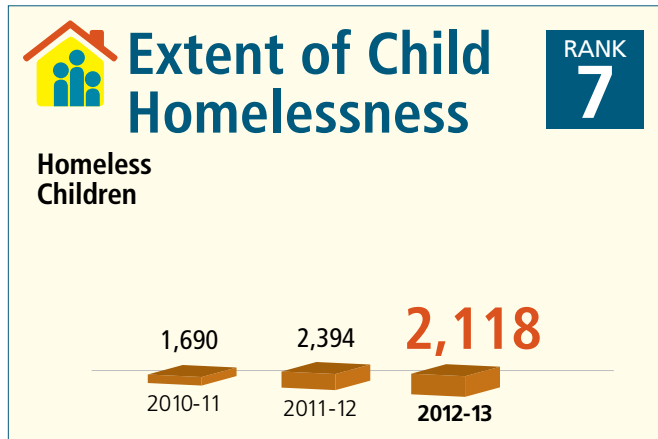 Extent of Child
Homelessness
RANK
7
Homeless
Children
1,690
2,394
2,118
2010-11
2011-12
2012-13